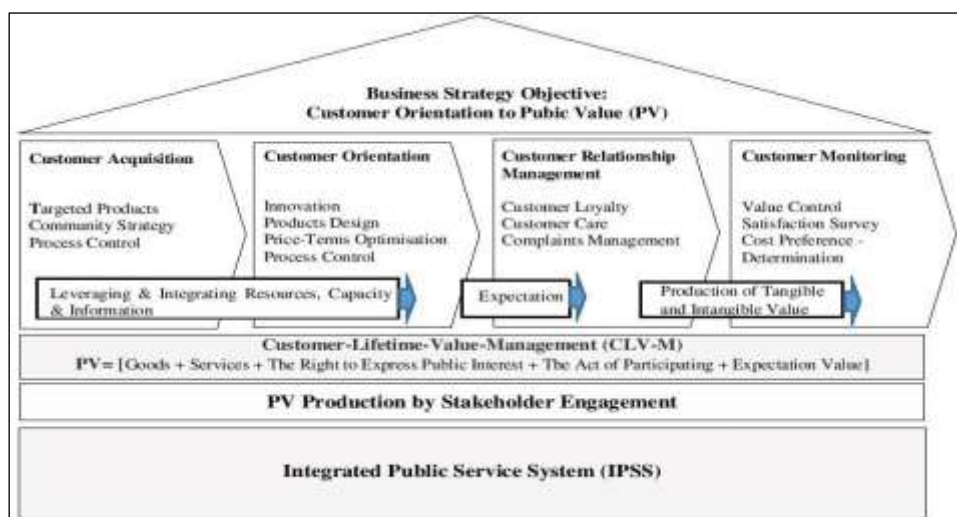 Business Strategy Objective:
Customer Orientation to Pubic Value (PV)
Customer Acquisition
Targeted Products
Community Strategy
Process Control
Customer Orientation
Innovation
Products Design
Price-Terms Optimisation
Process Control
Customer Relationship
Management
Customer Loyalty
Customer Care
Complaints Management
Customer Monitoring
Value Control
Satisfaction Survey
Cost Preference -
Determination
Leveraging & Integrating Resources, Capacity
& Information
Expectation
Production of Tangible
and Intangible Value
Customer-Lifetime-Value-Management (CLV-M)
PV= [Goods + Services + The Right to Express Public Interest + The Act of Participating + Expectation Value]
PV Production by Stakeholder Engagement
Integrated Public Service System (IPSS)